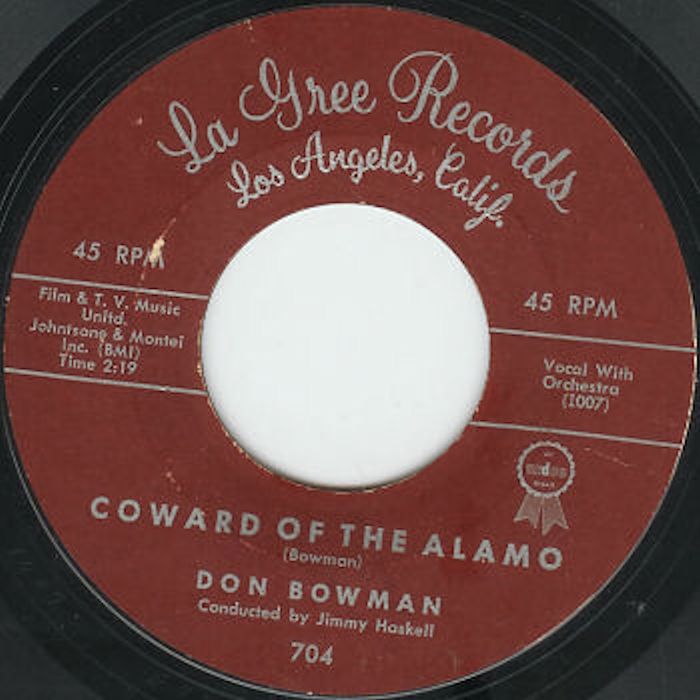 La Gree Records
Los Angeles, Calif.
45 RPM
Film & T. V. Music
Unltd.
Johntsong & Montei
Inc. (BMI)
Time 2:19
45 RPM
Vocal With
Orchestra
(1007)
COWARD OF THE ALAMO
(Bowman)
DON BOWMAN
Conducted by Jimmy Haskell
704